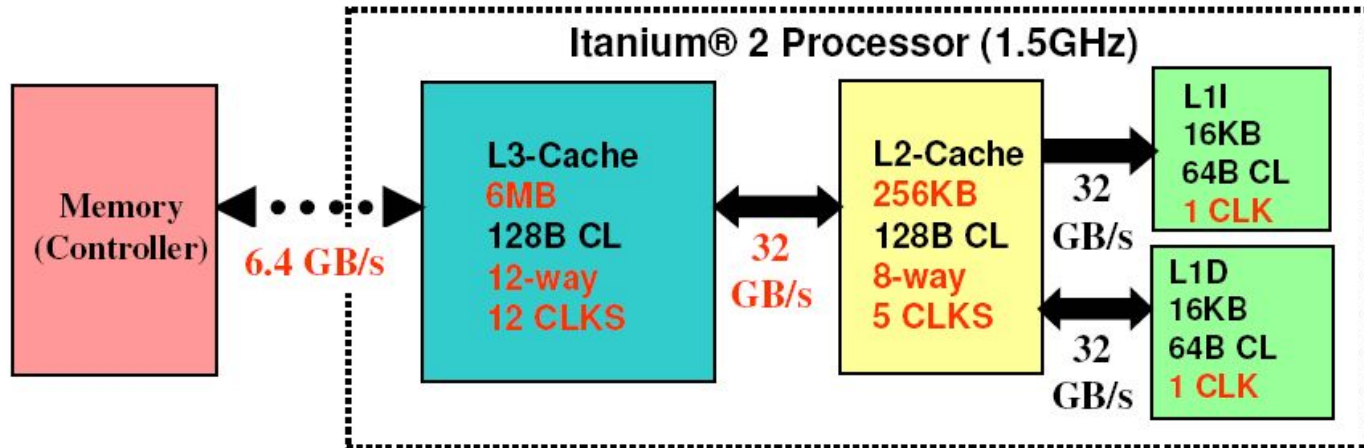 Itanium® 2 Processor (1.5GHz)
Memory
(Controller)
6.4 GB/s
L3-Cache
6MB
128B CL
12-way
12 CLKS
32
GB/s
L2-Cache
256KB
128B CL
8-way
5 CLKS
32
GB/s
L1I
16KB
64B CL
1 CLK
32
GB/s
L1D
16KB
64B CL
1 CLK